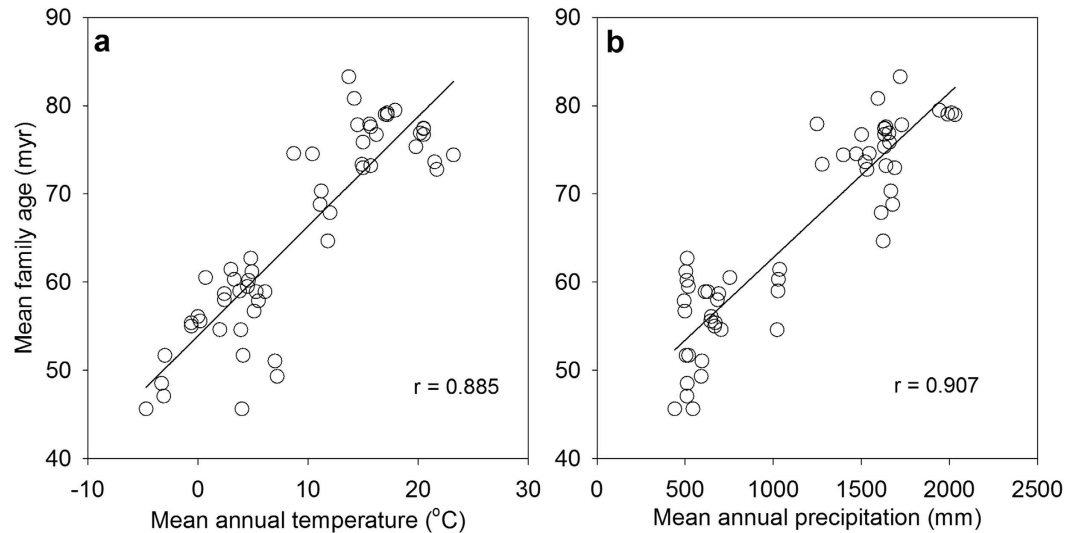 a
90
80
70
60
50
40
Mean family age (myr)
r = 0.885
-10 0 10 20 30
Mean annual temperature (°C)
b
90
80
70
60
50
40
r = 0.907
0 500 1000 1500 2000 2500
Mean annual precipitation (mm)